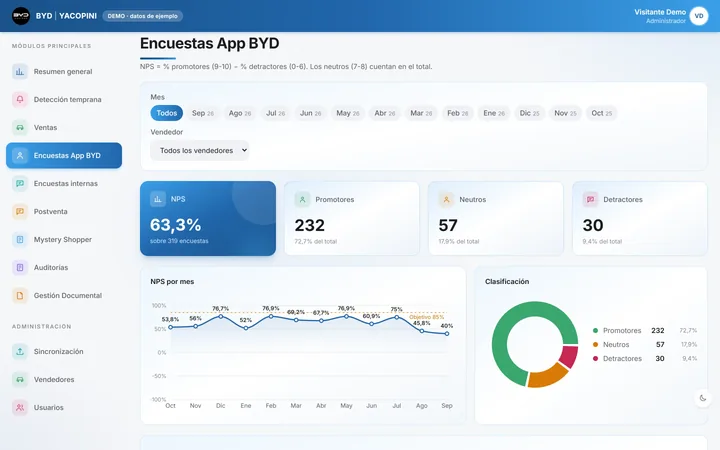 BYD BYD | YACOPINI DEMO · datos de ejemplo
Visitante Demo
Administrador
VD
MÓDULOS PRINCIPALES
Resumen general
Detección temprana
Ventas
Encuestas App BYD
Encuestas internas
Postventa
Mystery Shopper
Auditorías
Gestión Documental
ADMINISTRACIÓN
Sincronización
Vendedores
Usuarios
Encuestas App BYD
NPS = % promotores (9-10) − % detractores (0-6). Los neutros (7-8) cuentan en el total.
Mes
Todos Sep 26 Ago 26 Jul 26 Jun 26 May 26 Abr 26 Mar 26 Feb 26 Ene 26 Dic 25 Nov 25 Oct 25
Vendedor
Todos los vendedores
NPS
63,3%
sobre 319 encuestas
Promotores
232
72,7% del total
Neutros
57
17,9% del total
Detractores
30
9,4% del total
NPS por mes
100%
50%
0%
-50%
-100%
53,8% 56% 76,7% 52% 76,9% 69,2% 67,7% 76,9% 60,9% 75% 45,8% 40%
Objetivo 85%
Oct Nov Dic Ene Feb Mar Abr May Jun Jul Ago Sep
Clasificación
Promotores 232 72,7%
Neutros 57 17,9%
Detractores 30 9,4%